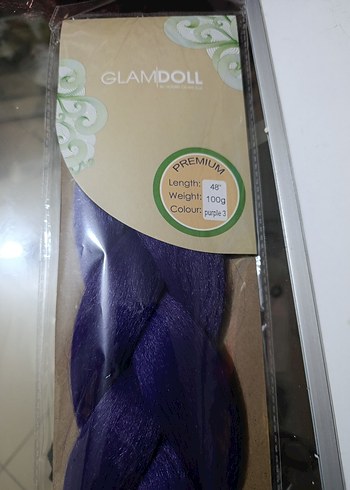 GLAMDOLL
PREMIUM
Length: 48"
Weight: 100g
Colour: purple 3